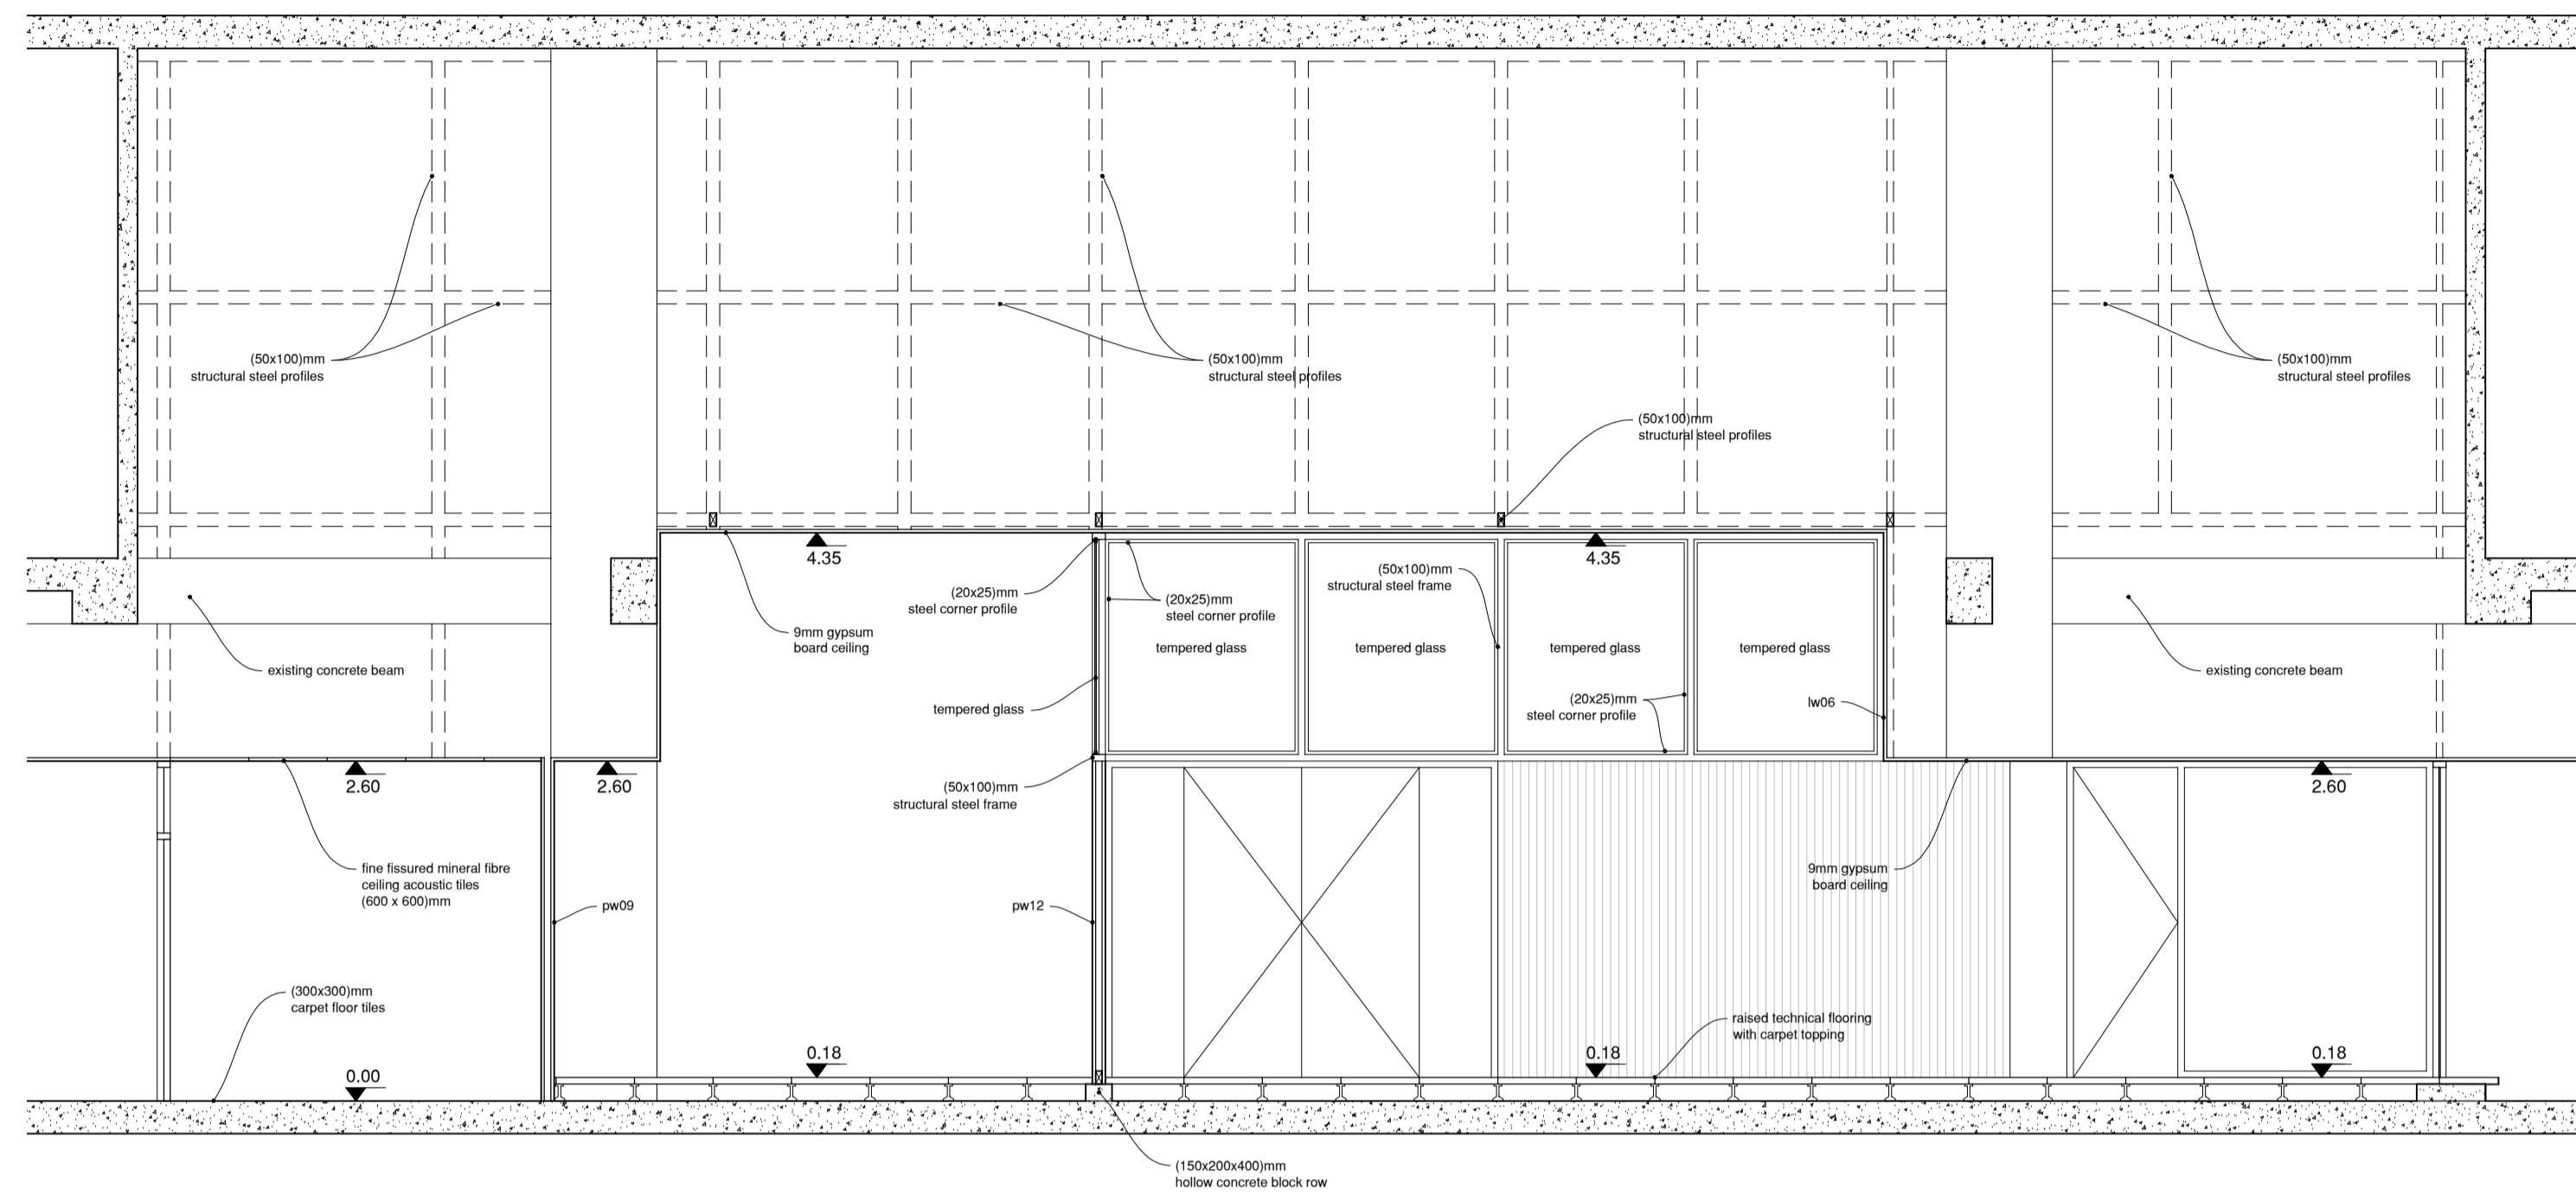 (50x100)mm
structural steel profiles
(50x100)mm
structural steel profiles
(50x100)mm
structural steel profiles
(50x100)mm
structural steel profiles
4.35
4.35
(20x25)mm
steel corner profile
(20x25)mm
steel corner profile
(50x100)mm
structural steel frame
9mm gypsum
board ceiling
tempered glass
tempered glass
tempered glass
tempered glass
existing concrete beam
existing concrete beam
tempered glass
(20x25)mm
steel corner profile
lw06
2.60
2.60
(50x100)mm
structural steel frame
2.60
fine fissured mineral fibre
ceiling acoustic tiles
(600 x 600)mm
9mm gypsum
board ceiling
pw09
pw12
(300x300)mm
carpet floor tiles
raised technical flooring
with carpet topping
0.00
0.18
0.18
0.18
(150x200x400)mm
hollow concrete block row